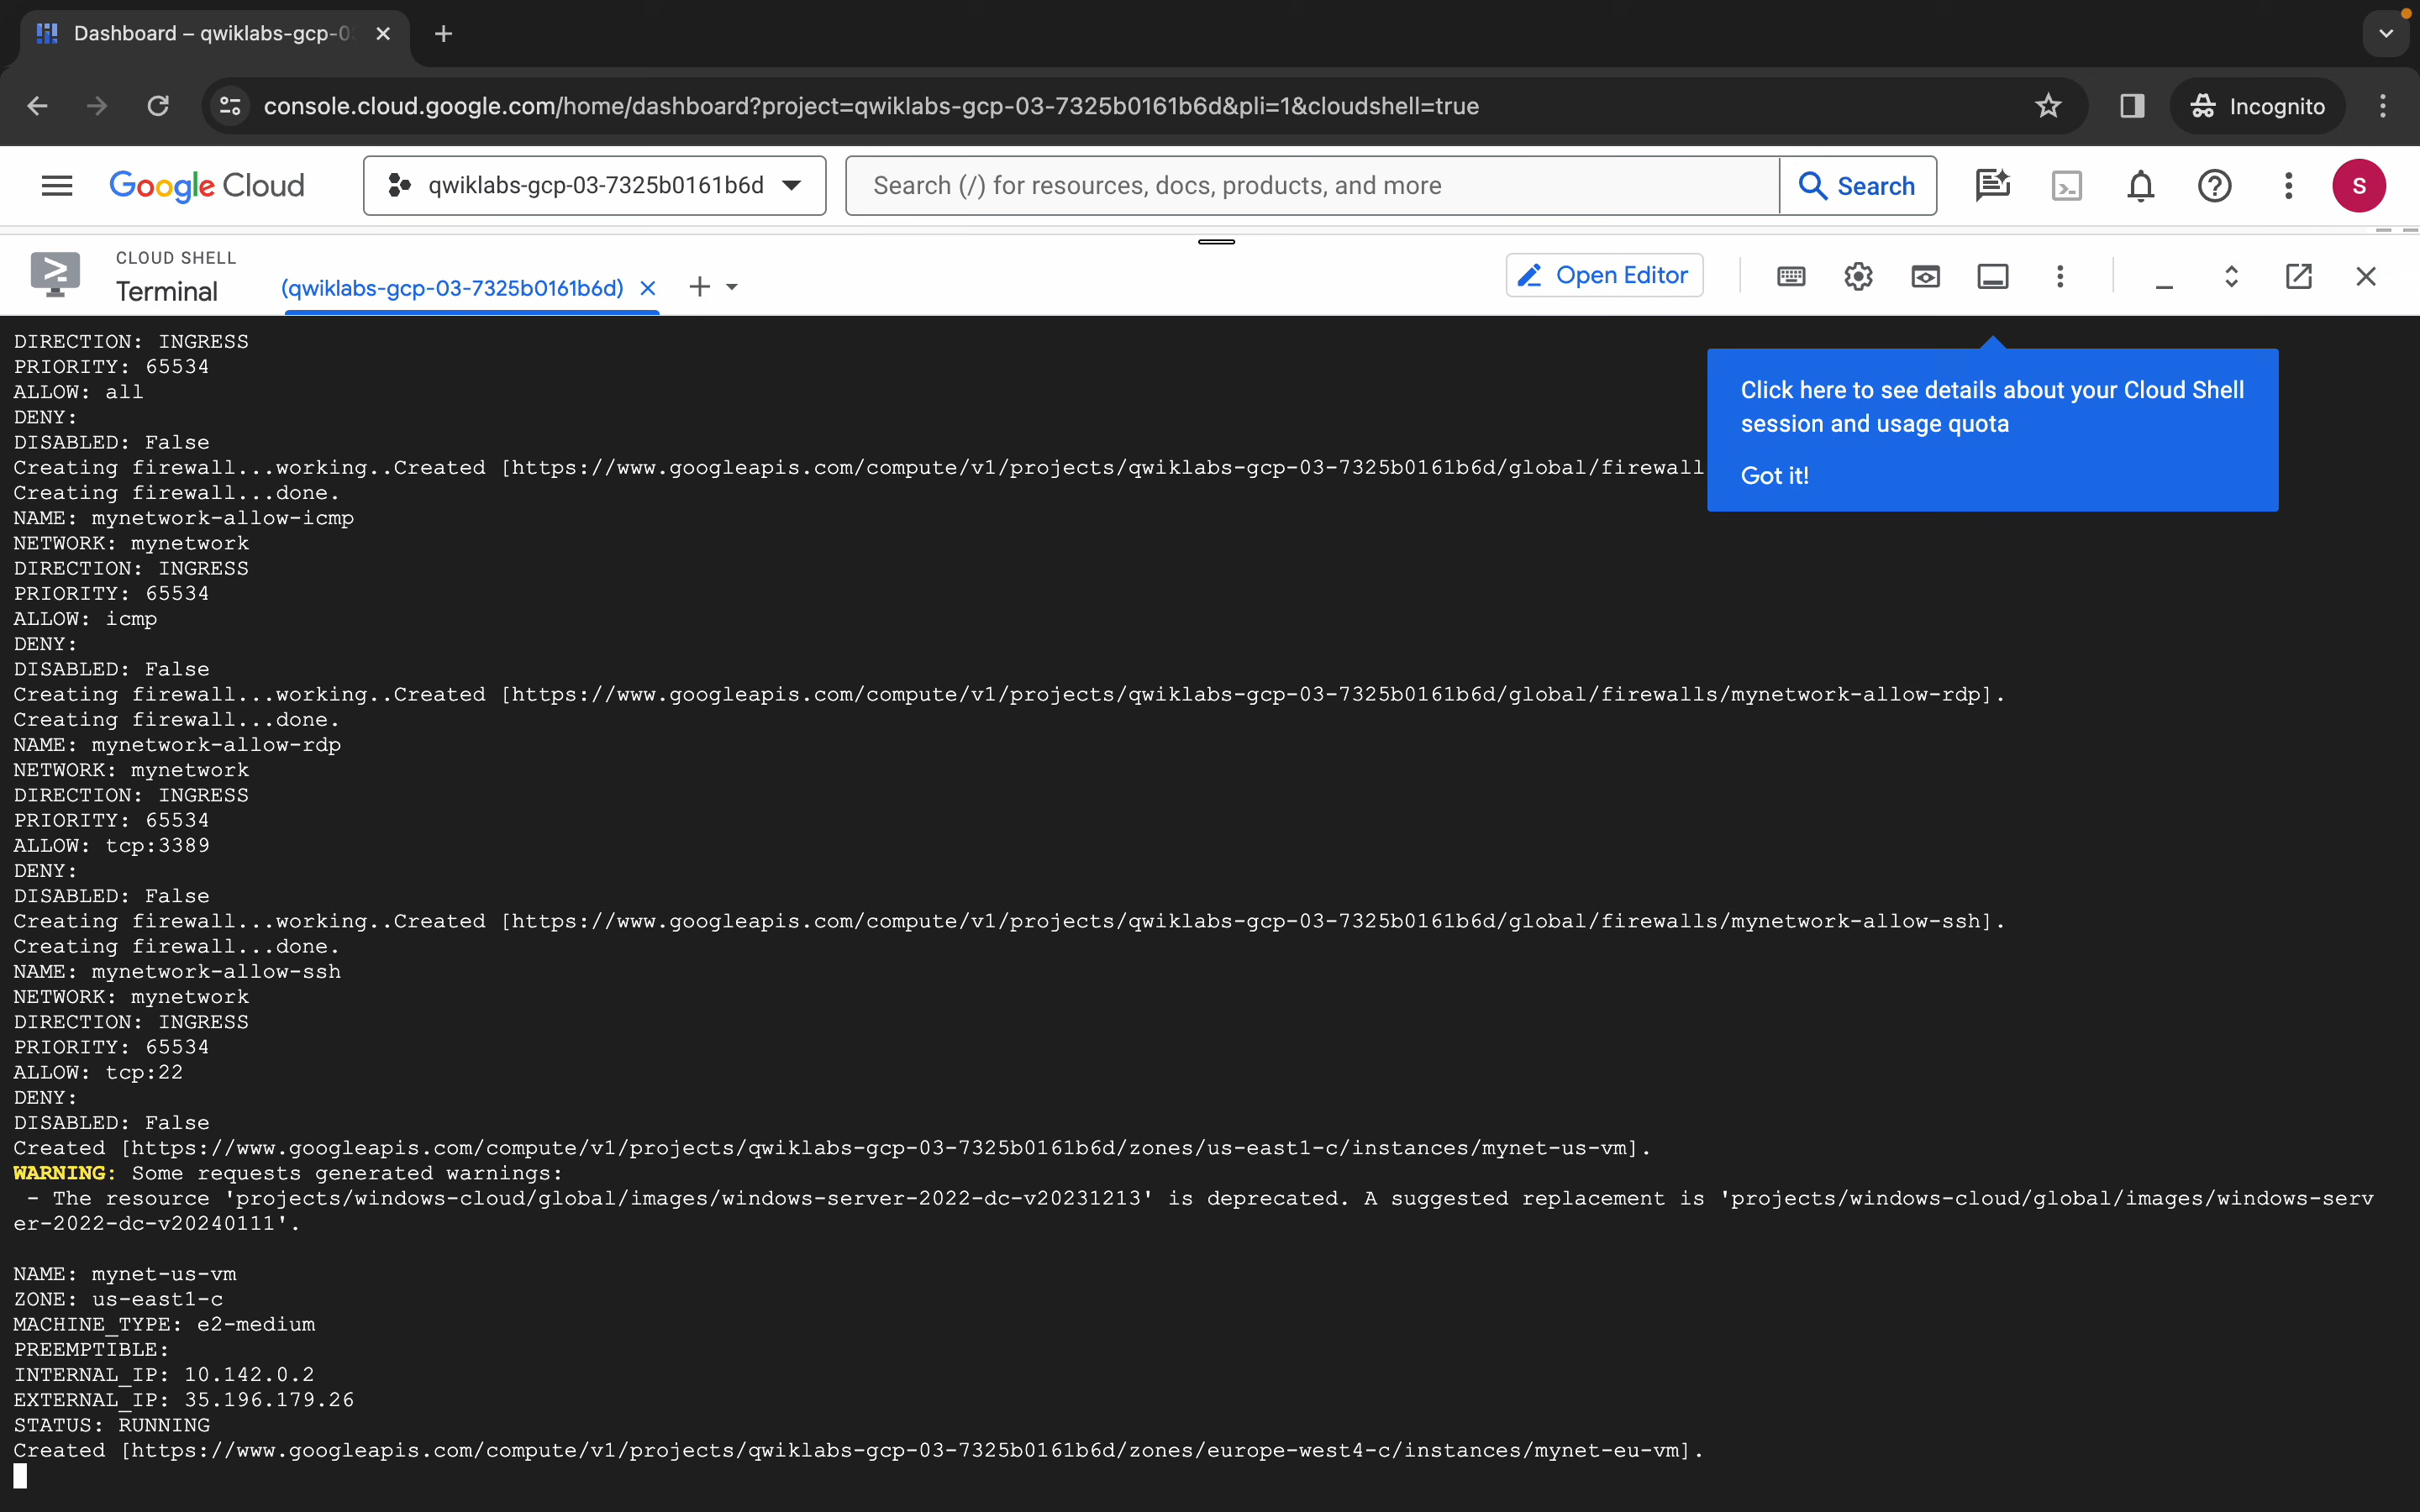 Dashboard – qwiklabs-gcp-0
console.cloud.google.com/home/dashboard?project=qwiklabs-gcp-03-7325b0161b6d&pli=1&cloudshell=true
Incognito
Google Cloud
qwiklabs-gcp-03-7325b0161b6d
Search (/) for resources, docs, products, and more
Search
S
CLOUD SHELL
Terminal
(qwiklabs-gcp-03-7325b0161b6d)
Open Editor
Click here to see details about your Cloud Shell
session and usage quota
Got it!
DIRECTION: INGRESS
PRIORITY: 65534
ALLOW: all
DENY:
DISABLED: False
Creating firewall...working..Created [https://www.googleapis.com/compute/v1/projects/qwiklabs-gcp-03-7325b0161b6d/global/firewall
Creating firewall...done.
NAME: mynetwork-allow-icmp
NETWORK: mynetwork
DIRECTION: INGRESS
PRIORITY: 65534
ALLOW: icmp
DENY:
DISABLED: False
Creating firewall...working..Created [https://www.googleapis.com/compute/v1/projects/qwiklabs-gcp-03-7325b0161b6d/global/firewalls/mynetwork-allow-rdp].
Creating firewall...done.
NAME: mynetwork-allow-rdp
NETWORK: mynetwork
DIRECTION: INGRESS
PRIORITY: 65534
ALLOW: tcp:3389
DENY:
DISABLED: False
Creating firewall...working..Created [https://www.googleapis.com/compute/v1/projects/qwiklabs-gcp-03-7325b0161b6d/global/firewalls/mynetwork-allow-ssh].
Creating firewall...done.
NAME: mynetwork-allow-ssh
NETWORK: mynetwork
DIRECTION: INGRESS
PRIORITY: 65534
ALLOW: tcp:22
DENY:
DISABLED: False
Created [https://www.googleapis.com/compute/v1/projects/qwiklabs-gcp-03-7325b0161b6d/zones/us-east1-c/instances/mynet-us-vm].
WARNING: Some requests generated warnings:
- The resource 'projects/windows-cloud/global/images/windows-server-2022-dc-v20231213' is deprecated. A suggested replacement is 'projects/windows-cloud/global/images/windows-serv
er-2022-dc-v20240111'.
NAME: mynet-us-vm
ZONE: us-east1-c
MACHINE_TYPE: e2-medium
PREEMPTIBLE:
INTERNAL_IP: 10.142.0.2
EXTERNAL_IP: 35.196.179.26
STATUS: RUNNING
Created [https://www.googleapis.com/compute/v1/projects/qwiklabs-gcp-03-7325b0161b6d/zones/europe-west4-c/instances/mynet-eu-vm].